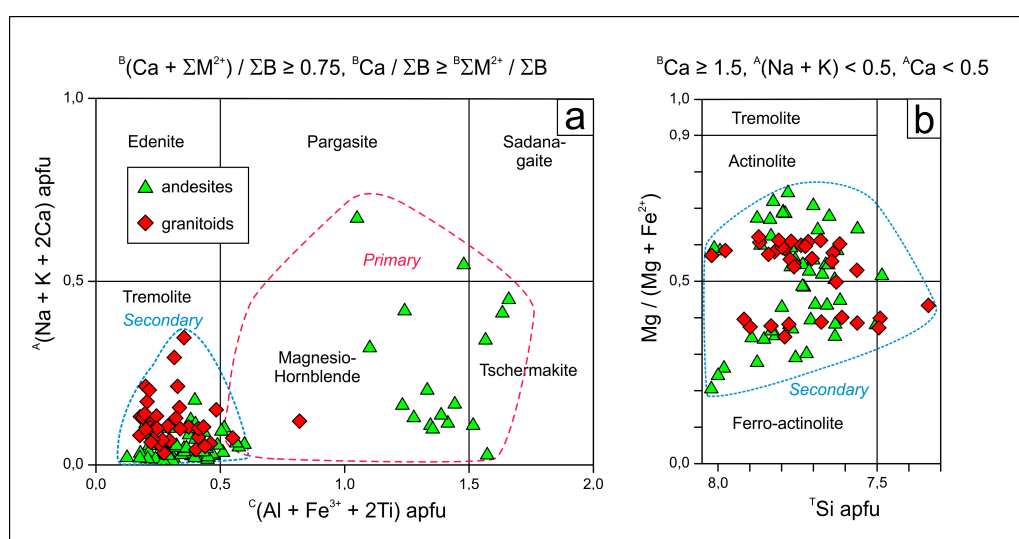 ᴮ(Ca + ΣM²⁺) / ΣB ≥ 0.75, ᴮCa / ΣB ≥ ᴮΣM²⁺ / ΣB
ᴮCa ≥ 1.5, ᴬ(Na + K) < 0.5, ᴬCa < 0.5
a
Edenite
Pargasite
Sadana-
gaite
andesites
granitoids
Primary
Tremolite
Secondary
Magnesio-
Hornblende
Tschermakite
1,0
0,5
0,0
0,0
0,5
1,0
1,5
2,0
ᴬ(Na + K + 2Ca) apfu
ᶜ(Al + Fe³⁺ + 2Ti) apfu
b
Tremolite
Actinolite
Secondary
Ferro-actinolite
1,0
0,9
0,5
0,0
8,0
7,5
Mg / (Mg + Fe²⁺)
ᵀSi apfu